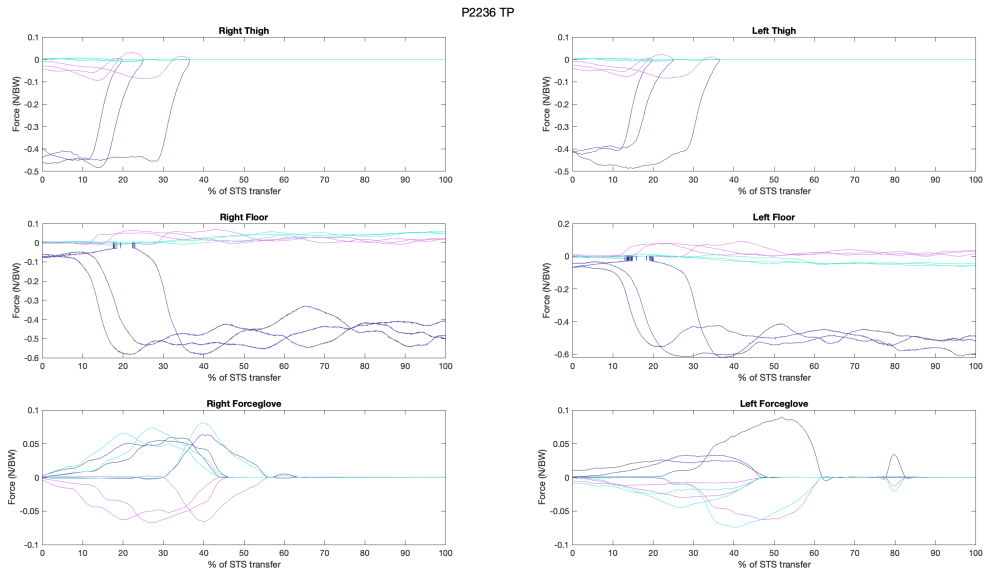 P2236 TP
Right Thigh
0.1
0
-0.1
-0.2
-0.3
-0.4
-0.5
Force (N/BW)
0 10 20 30 40 50 60 70 80 90 100
% of STS transfer
Left Thigh
0.1
0
-0.1
-0.2
-0.3
-0.4
-0.5
Force (N/BW)
0 10 20 30 40 50 60 70 80 90 100
% of STS transfer
Right Floor
0.1
0
-0.1
-0.2
-0.3
-0.4
-0.5
-0.6
Force (N/BW)
0 10 20 30 40 50 60 70 80 90 100
% of STS transfer
Left Floor
0.2
0
-0.2
-0.4
-0.6
Force (N/BW)
0 10 20 30 40 50 60 70 80 90 100
% of STS transfer
Right Forceglove
0.1
0.05
0
-0.05
-0.1
Force (N/BW)
0 10 20 30 40 50 60 70 80 90 100
% of STS transfer
Left Forceglove
0.1
0.05
0
-0.05
-0.1
Force (N/BW)
0 10 20 30 40 50 60 70 80 90 100
% of STS transfer